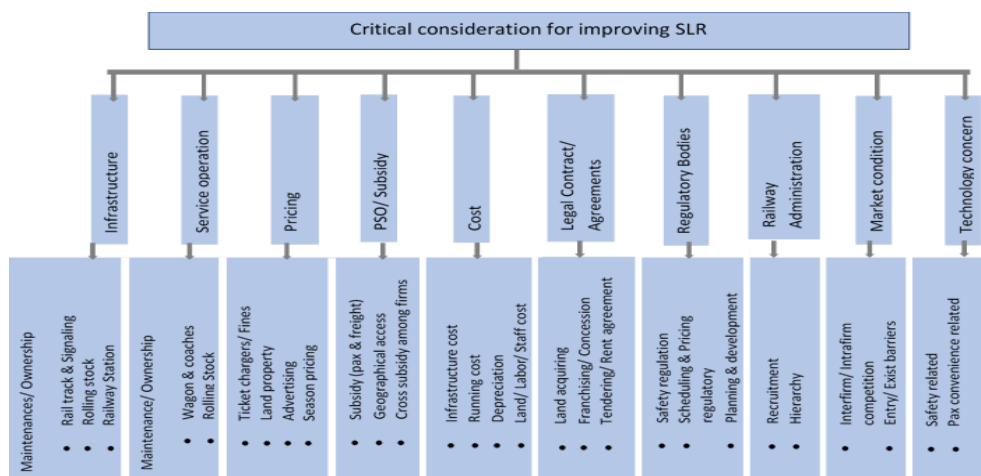 Critical consideration for improving SLR
Infrastructure
Service operation
Pricing
PSO/ Subsidy
Cost
Legal Contract/
Agreements
Regulatory Bodies
Railway
Administration
Market condition
Technology concern
Maintenances/ Ownership
• Rail track & Signaling
• Rolling stock
• Railway Station
Maintenance/ Ownership
• Wagon & coaches
• Rolling Stock
• Ticket chargers/ Fines
• Land property
• Advertising
• Season pricing
• Subsidy (pax & freight)
• Geographical access
• Cross subsidy among firms
• Infrastructure cost
• Running cost
• Depreciation
• Land/ Labor/ Staff cost
• Land acquiring
• Franchising/ Concession
• Tendering/ Rent agreement
• Safety regulation
• Scheduling & Pricing
regulatory
• Planning & development
• Recruitment
• Hierarchy
• Interfirm/ Intrafirm
competition
• Entry/ Exist barriers
• Safety related
• Pax convenience related